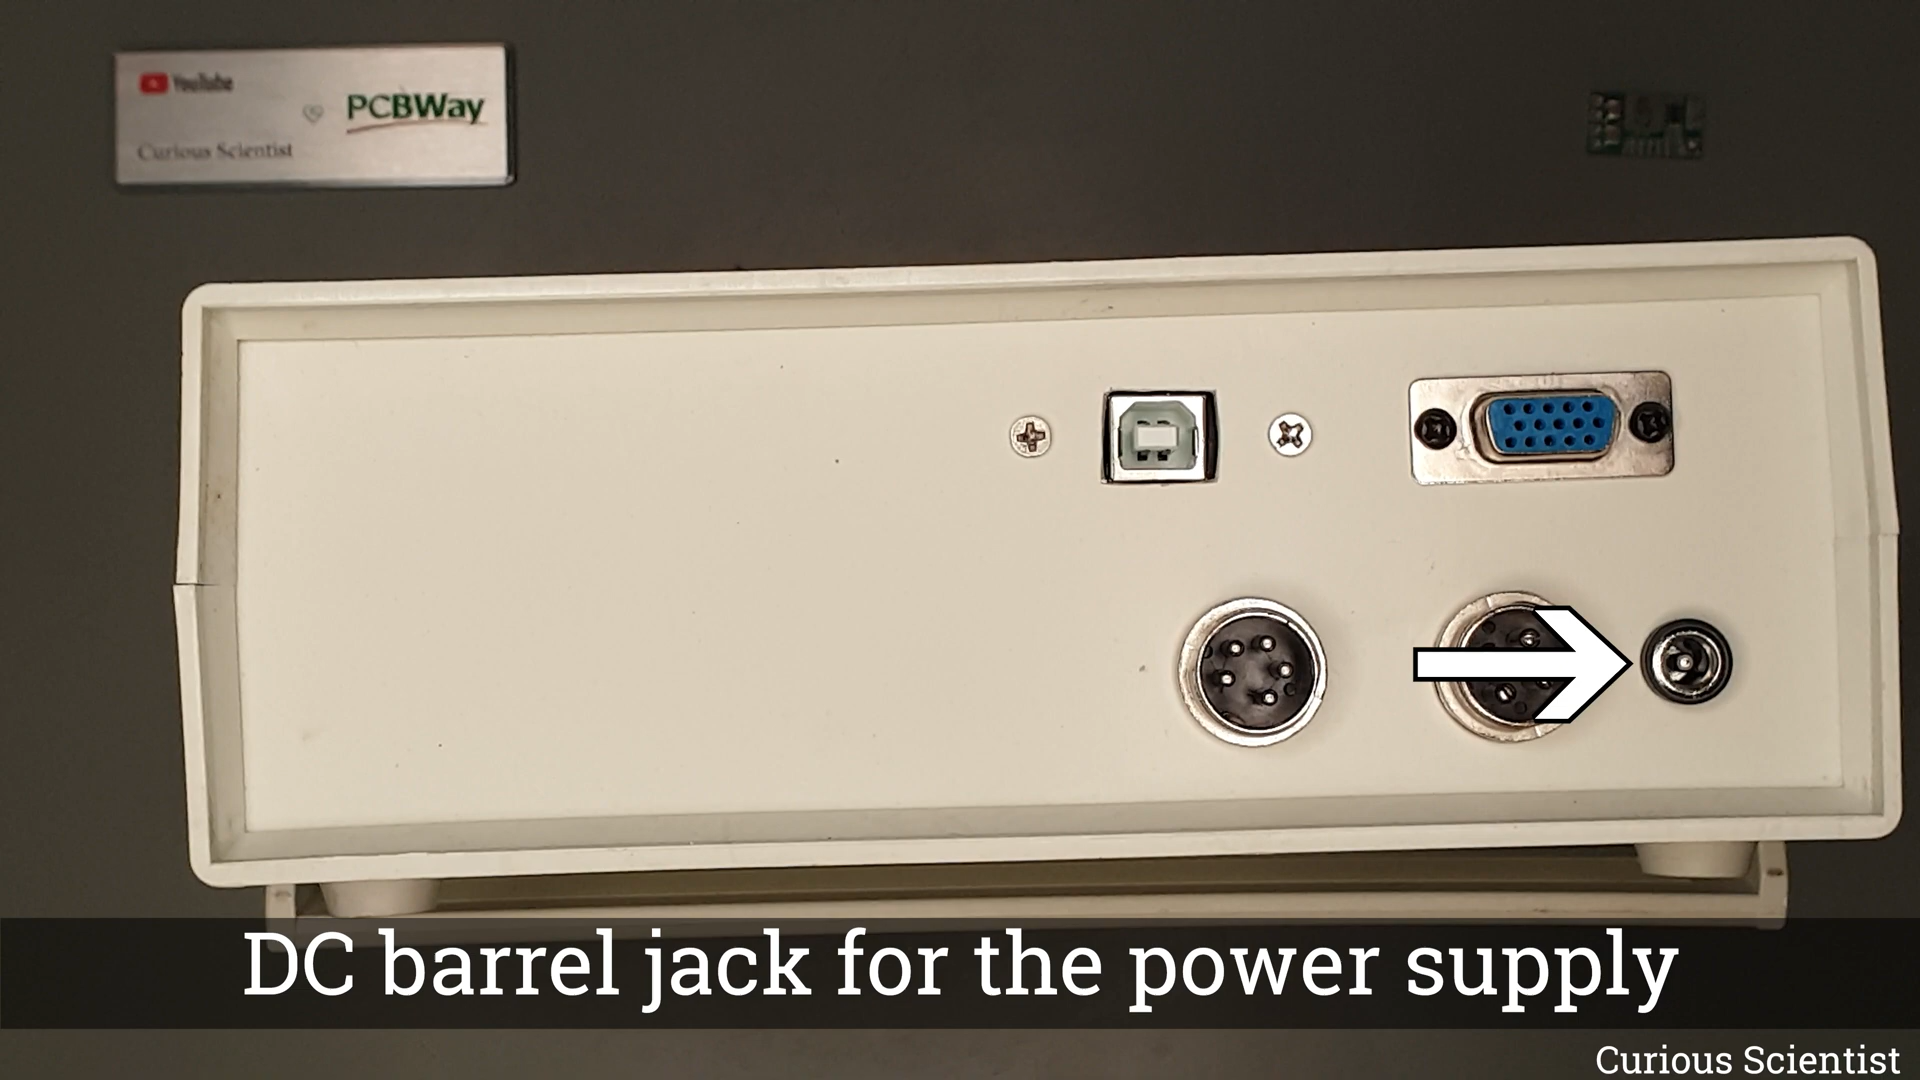 YouTube
PCBWay
Curious Scientist
DC barrel jack for the power supply
Curious Scientist